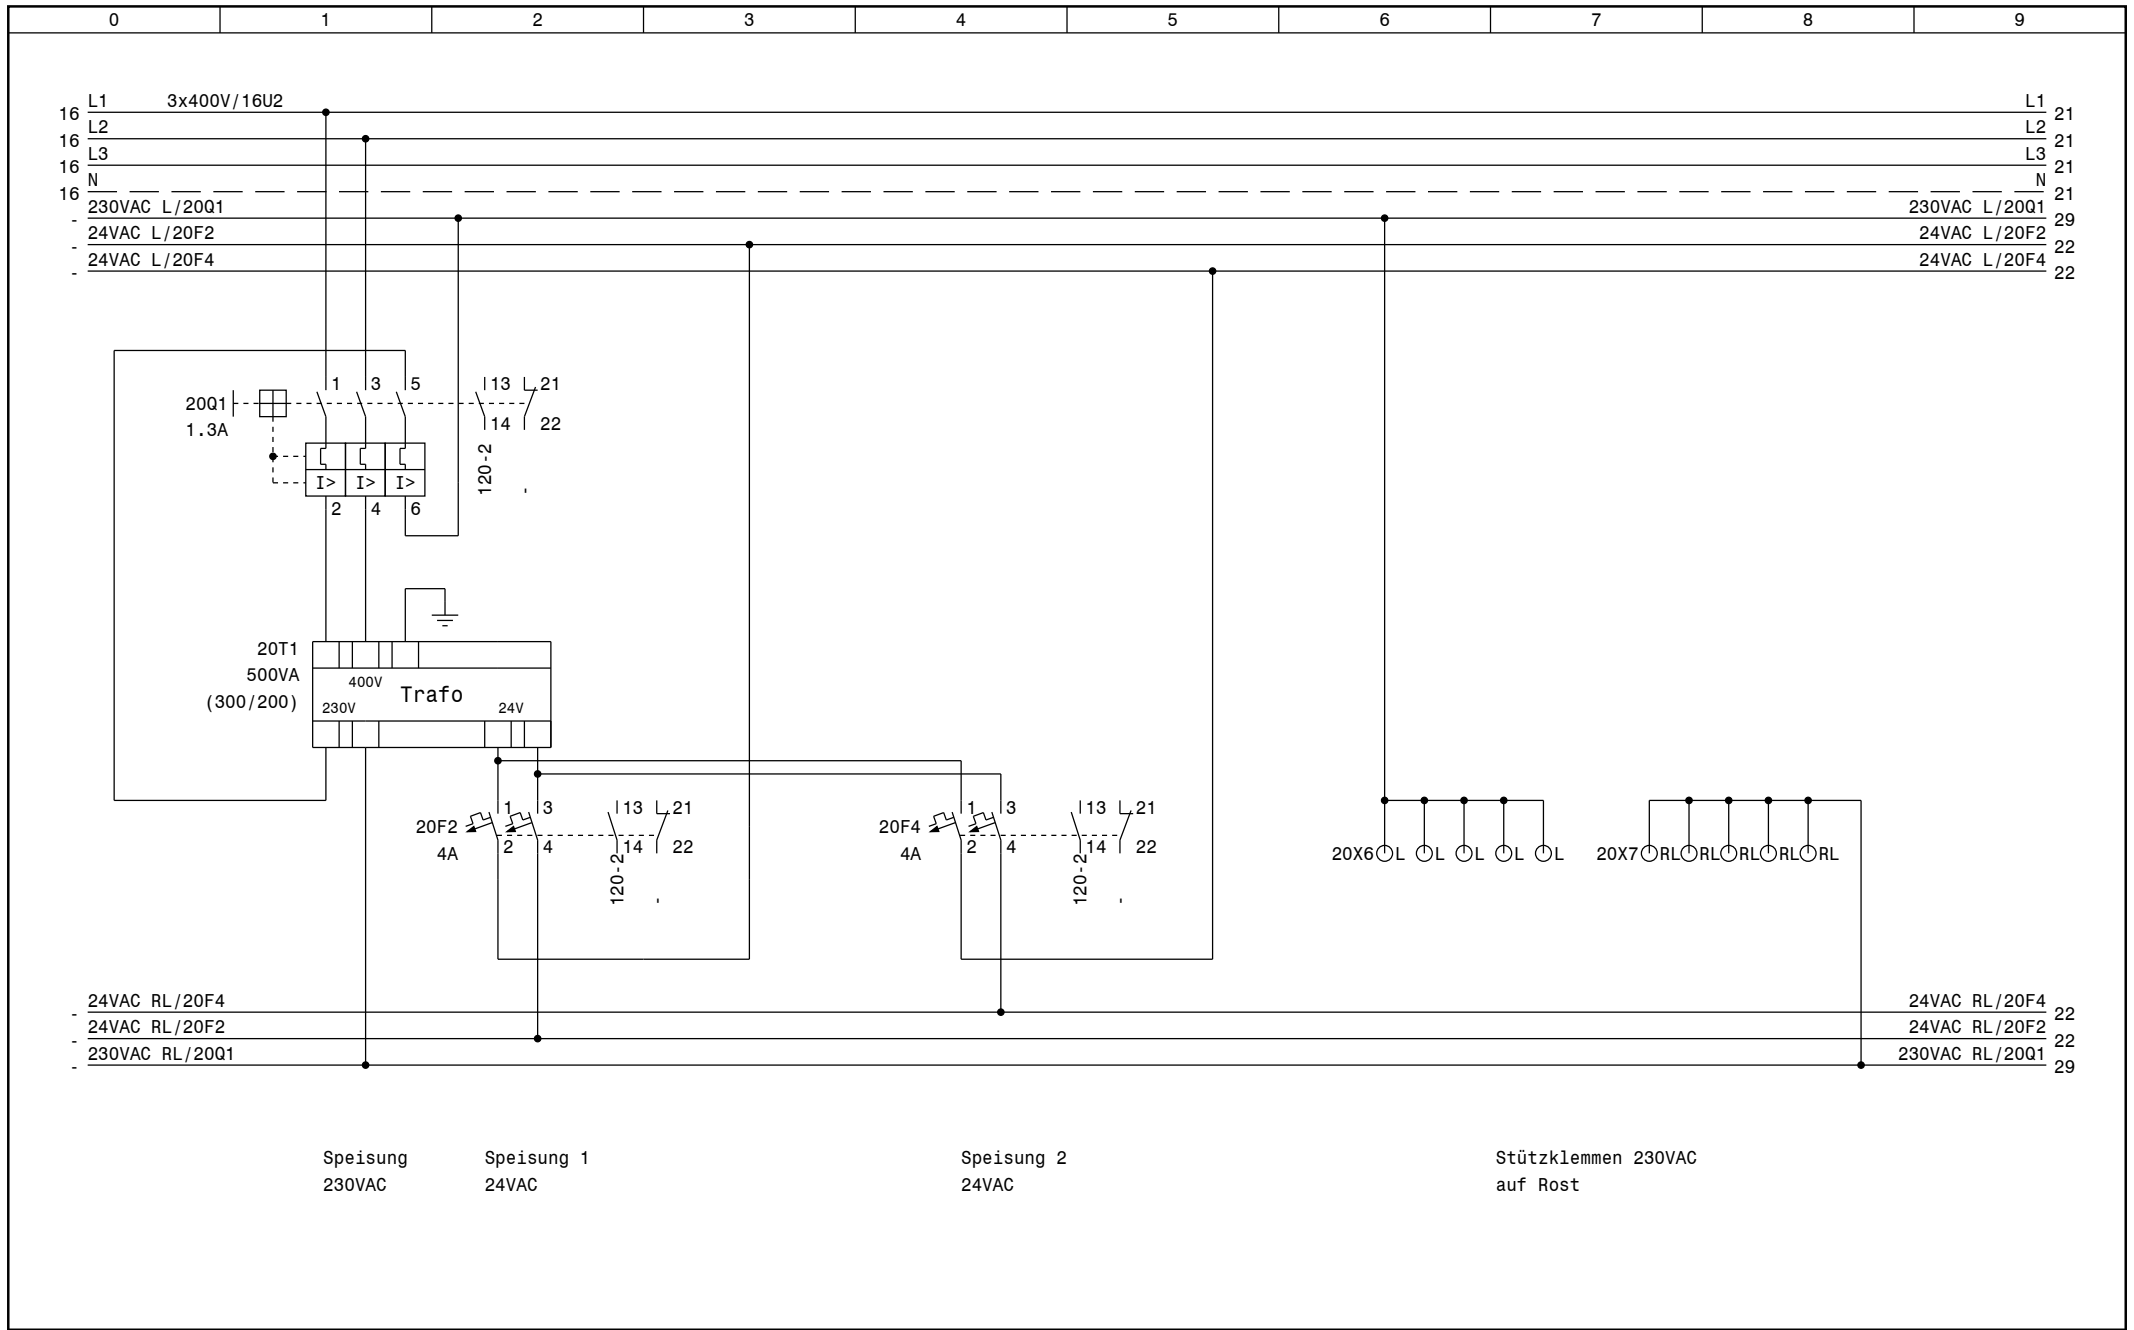 0 1 2 3 4 5 6 7 8 9
L1 3x400V/16U2 L1
16 21
L2 L2
16 21
L3 L3
16 21
N N
16 21
230VAC L/20Q1 230VAC L/20Q1
- 29
24VAC L/20F2 24VAC L/20F2
- 22
24VAC L/20F4 24VAC L/20F4
- 22
1 3 5 13 21
20Q1
1.3A
14 22
120-2 -
I> I> I>
2 4 6
20T1
500VA
(300/200)
400V
Trafo
230V 24V
1 3 13 21 1 3 13 21
20F2 20F4
4A 2 4 14 22 4A 2 4 14 22
120-2 - 120-2 -
20X6 L L L L L 20X7 RL RL RL RL RL
24VAC RL/20F4 24VAC RL/20F4
- 22
24VAC RL/20F2 24VAC RL/20F2
- 22
230VAC RL/20Q1 230VAC RL/20Q1
- 29
Speisung
230VAC
Speisung 1
24VAC
Speisung 2
24VAC
Stützklemmen 230VAC
auf Rost